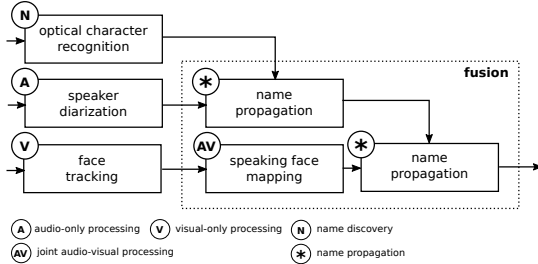 N
optical character
recognition
fusion
A
speaker
diarization
*
name
propagation
V
face
tracking
AV
speaking face
mapping
*
name
propagation
A audio-only processing V visual-only processing N name discovery
AV joint audio-visual processing * name propagation